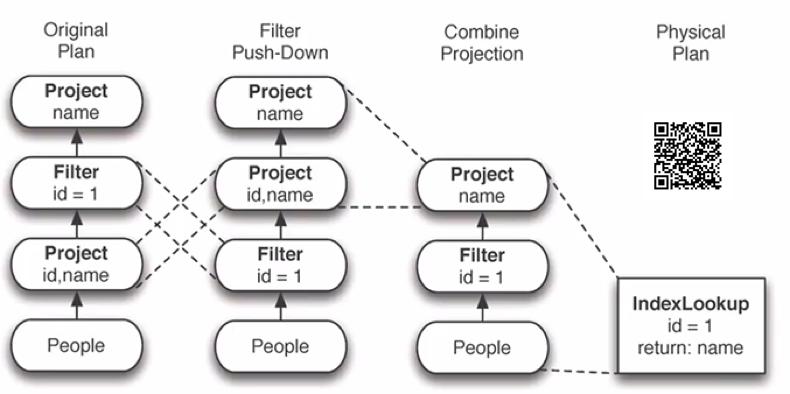 Original
Plan
Filter
Push-Down
Combine
Projection
Physical
Plan
Project
name
Filter
id = 1
Project
id,name
People
Project
name
Project
id,name
Filter
id = 1
People
Project
name
Filter
id = 1
People
IndexLookup
id = 1
return: name